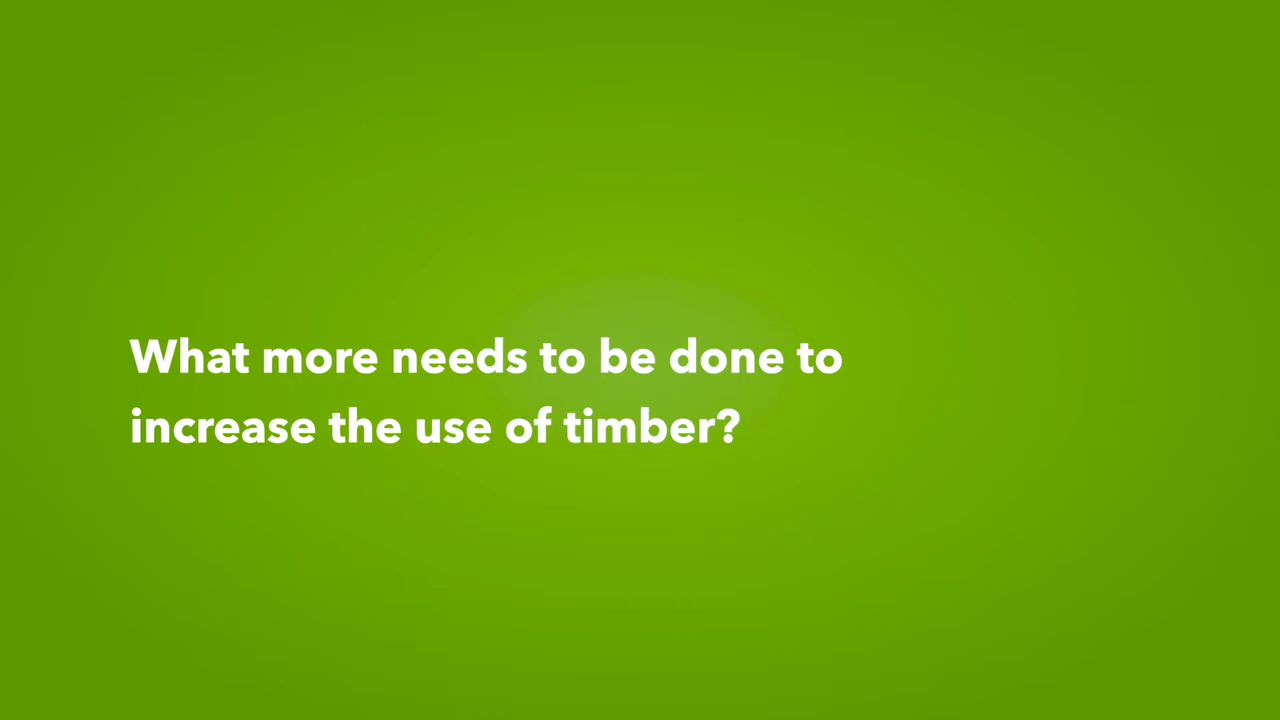 What more needs to be done to
increase the use of timber?